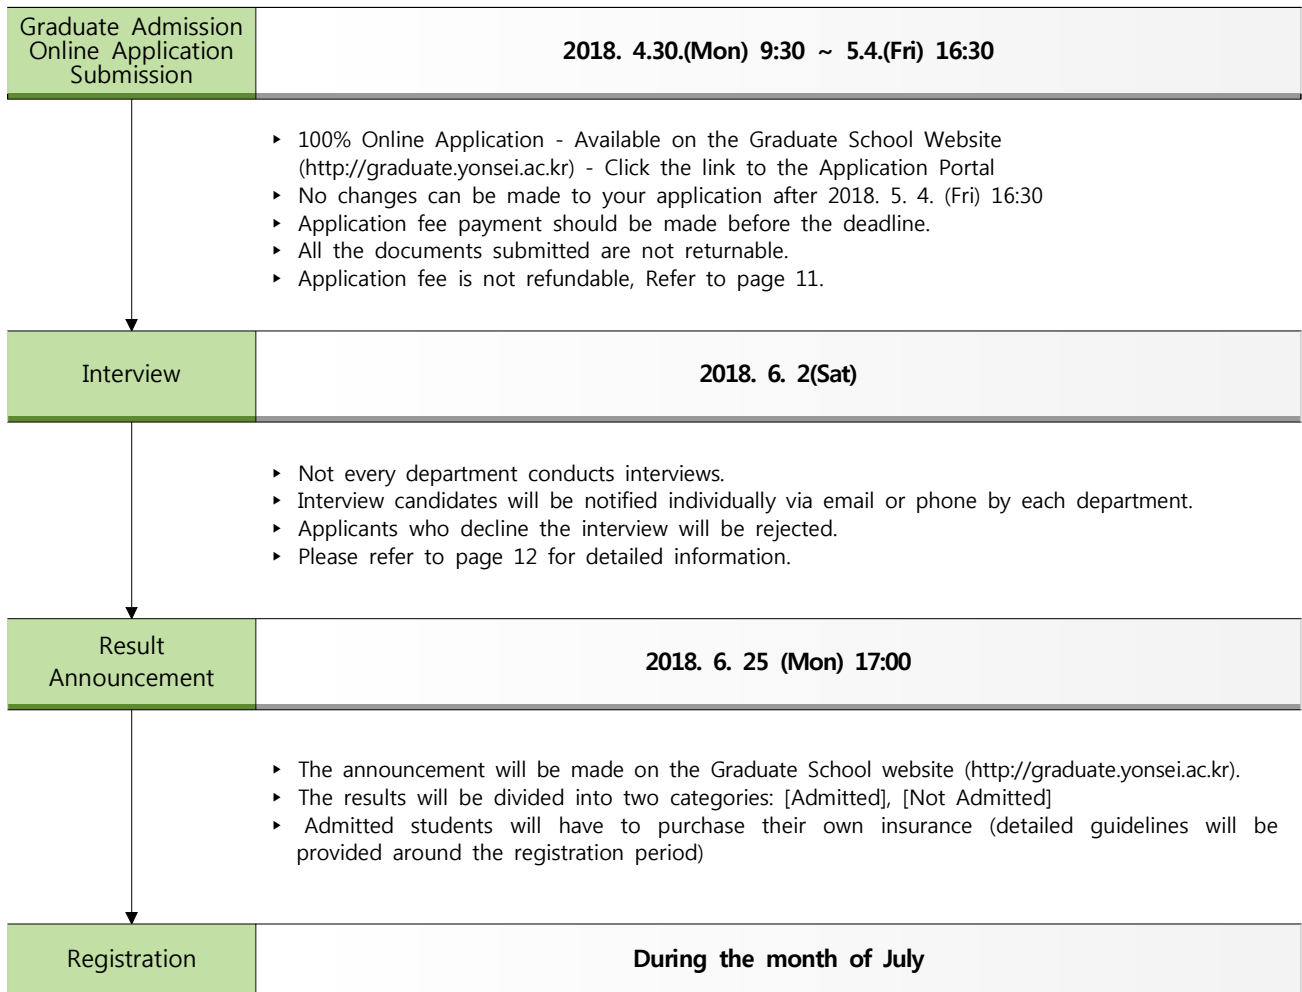 Graduate Admission
Online Application
Submission
2018. 4.30.(Mon) 9:30 ~ 5.4.(Fri) 16:30
‣ 100% Online Application - Available on the Graduate School Website
(http://graduate.yonsei.ac.kr) - Click the link to the Application Portal
‣ No changes can be made to your application after 2018. 5. 4. (Fri) 16:30
‣ Application fee payment should be made before the deadline.
‣ All the documents submitted are not returnable.
‣ Application fee is not refundable, Refer to page 11.
Interview
2018. 6. 2(Sat)
‣ Not every department conducts interviews.
‣ Interview candidates will be notified individually via email or phone by each department.
‣ Applicants who decline the interview will be rejected.
‣ Please refer to page 12 for detailed information.
Result
Announcement
2018. 6. 25 (Mon) 17:00
‣ The announcement will be made on the Graduate School website (http://graduate.yonsei.ac.kr).
‣ The results will be divided into two categories: [Admitted], [Not Admitted]
‣ Admitted students will have to purchase their own insurance (detailed guidelines will be
provided around the registration period)
Registration
During the month of July